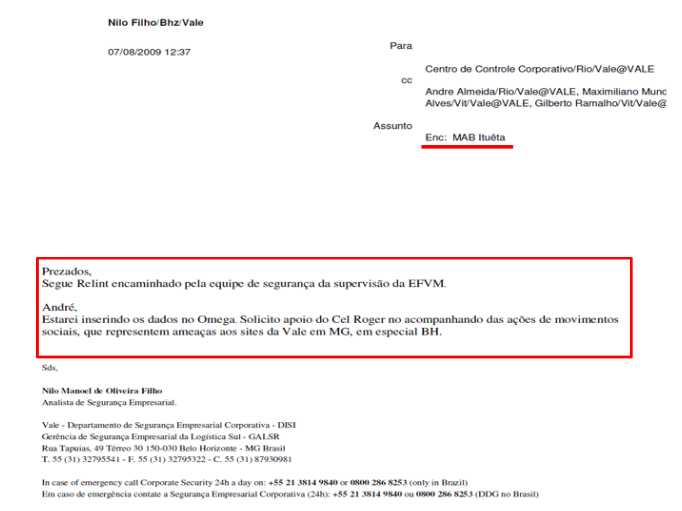 Nilo Filho/Bhz/Vale
07/08/2009 12:37
Para
Centro de Controle Corporativo/Rio/Vale@VALE
cc
Andre Almeida/Rio/Vale@VALE, Maximiliano Mund
Alves/Vit/Vale@VALE, Gilberto Ramalho/Vit/Vale@
Assunto
Enc: MAB Ituêta
Prezados,
Segue Relint encaminhado pela equipe de segurança da supervisão da EFVM.
André,
Estarei inserindo os dados no Omega. Solicito apoio do Cel Roger no acompanhando das ações de movimentos
sociais, que representem ameaças aos sites da Vale em MG, em especial BH.
Sds,
Nilo Manoel de Oliveira Filho
Analista de Segurança Empresarial.
Vale - Departamento de Segurança Empresarial Corporativa - DISI
Gerência de Segurança Empresarial da Logística Sul - GALSR
Rua Tapuias, 49 Térreo 30 150-030 Belo Horizonte - MG Brasil
T. 55 (31) 32795541 - F. 55 (31) 32795322 - C. 55 (31) 87930981
In case of emergency call Corporate Security 24h a day on: +55 21 3814 9840 or 0800 286 8253 (only in Brazil)
Em caso de emergência contate a Segurança Empresarial Corporativa (24h): +55 21 3814 9840 ou 0800 286 8253 (DDG no Brasil)